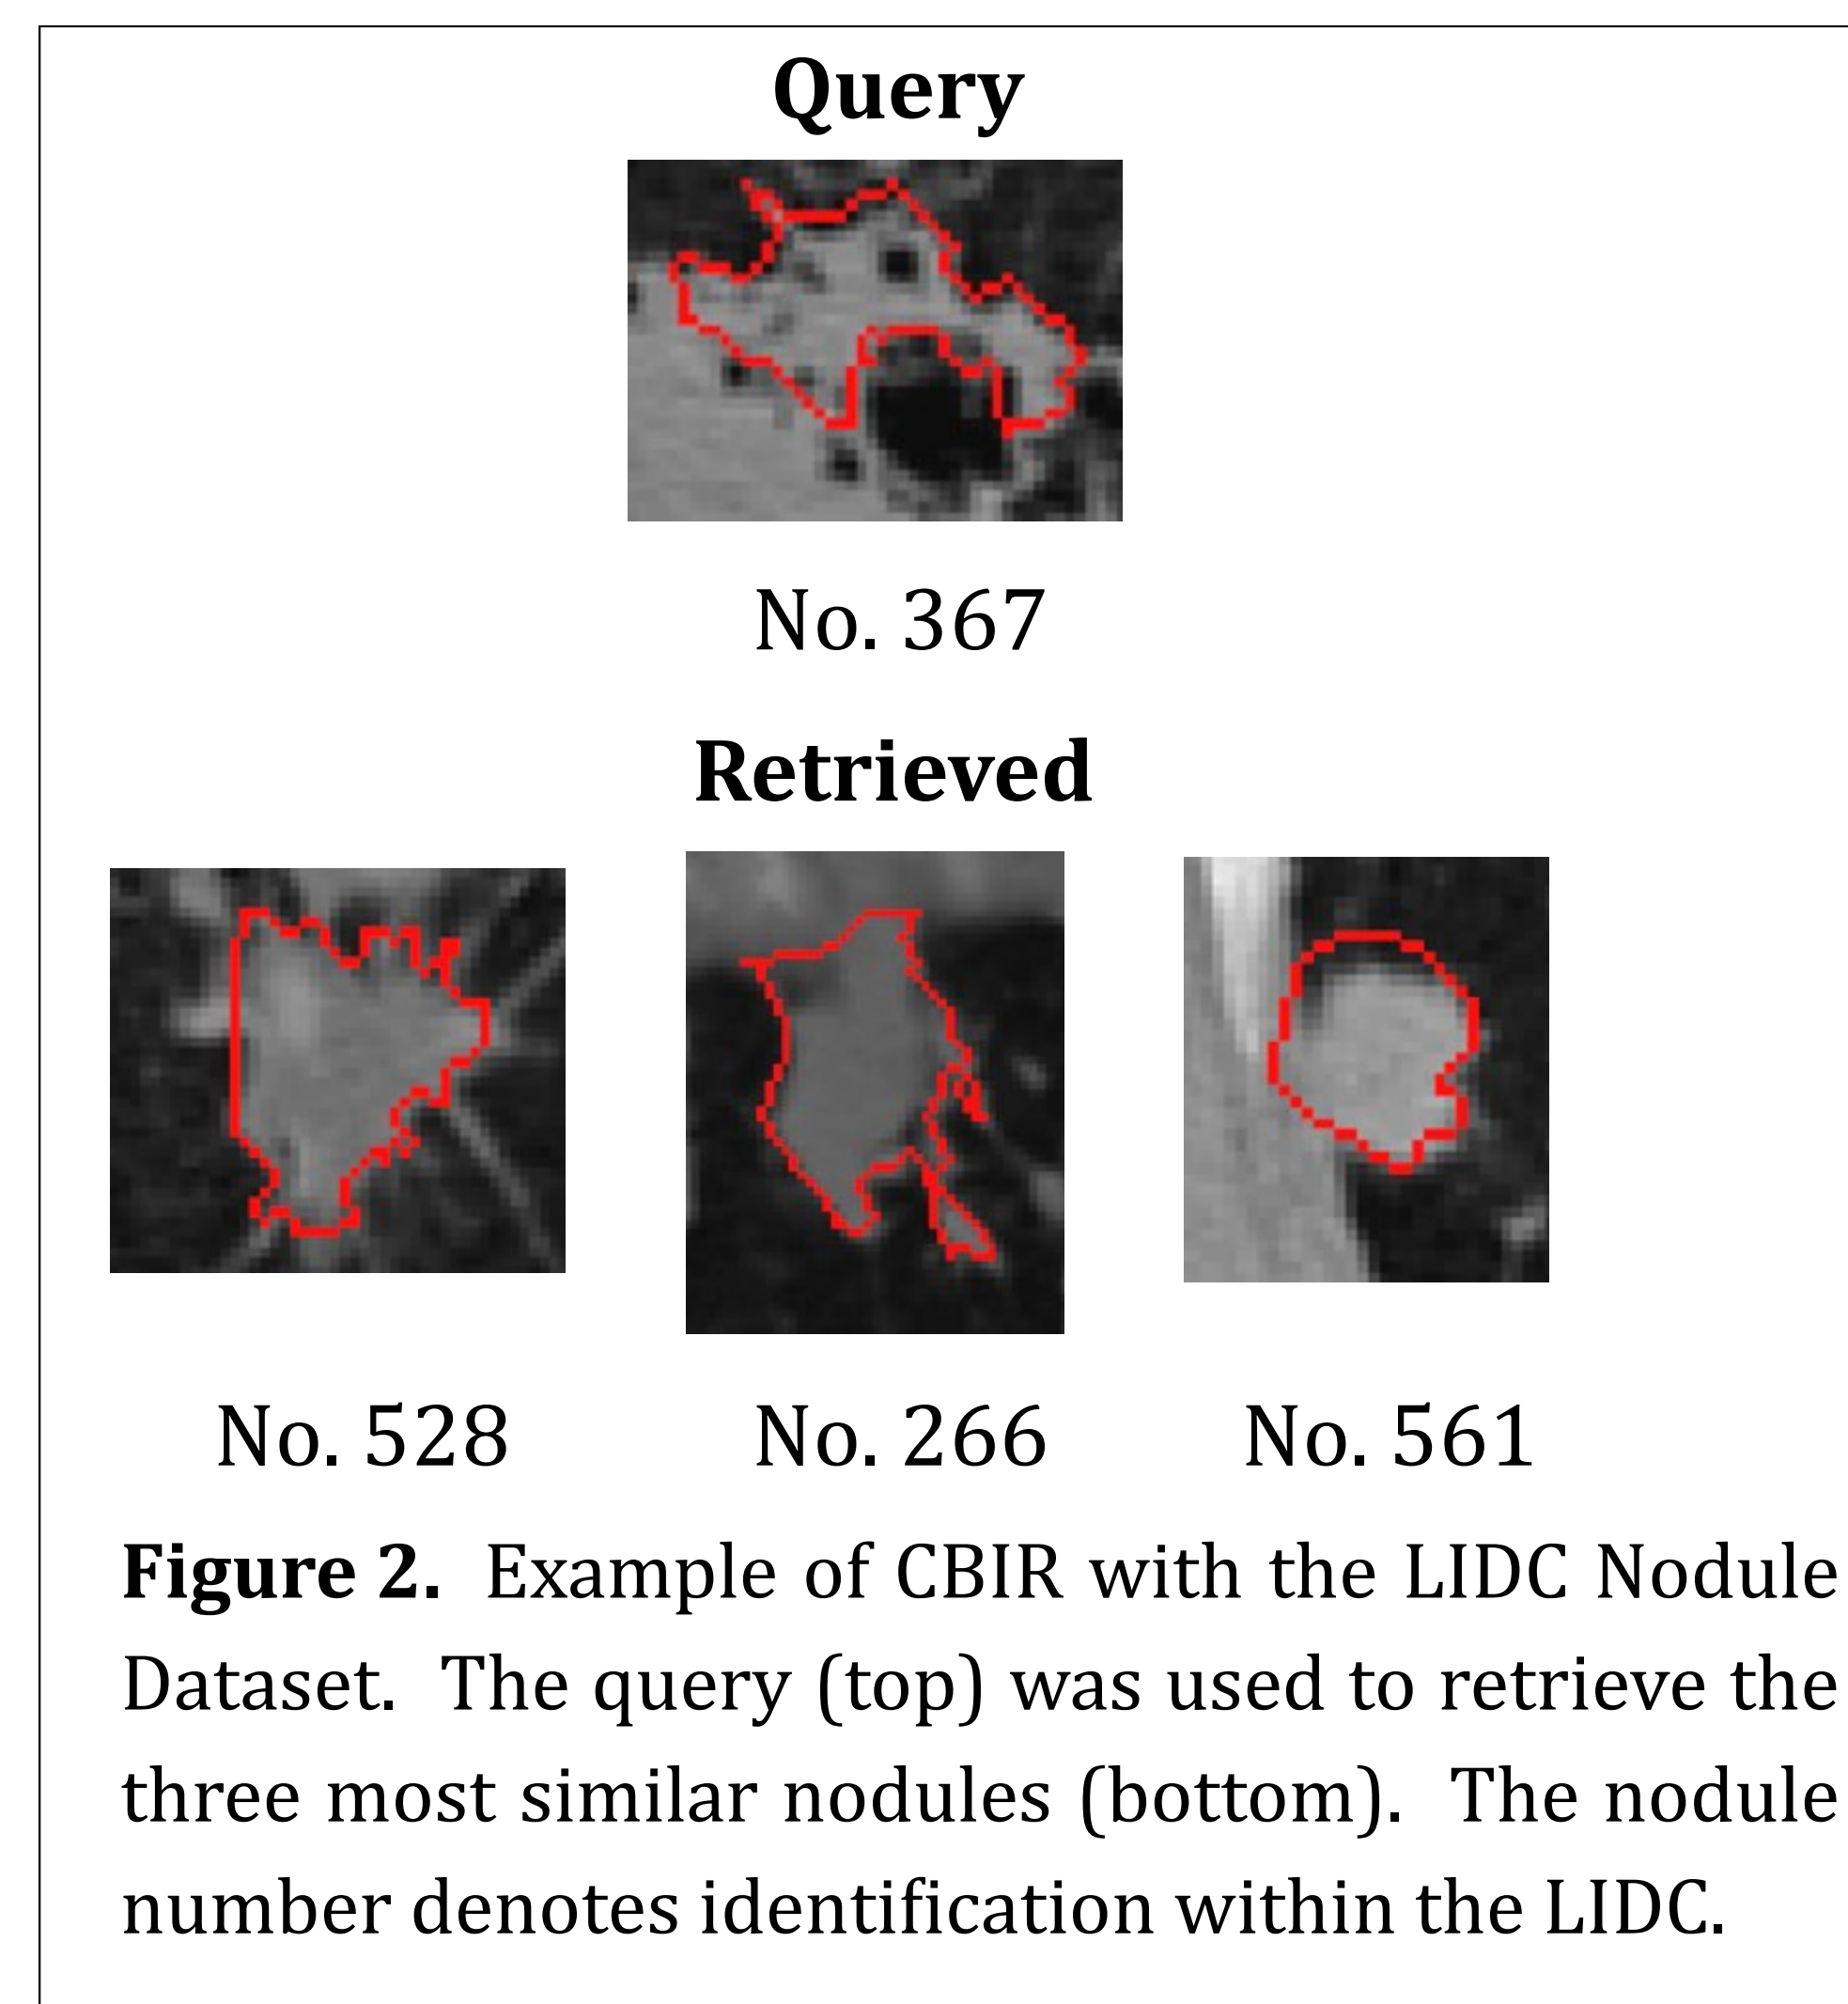 Query
No. 367
Retrieved
No. 528 No. 266 No. 561
Figure 2. Example of CBIR with the LIDC Nodule
Dataset. The query (top) was used to retrieve the
three most similar nodules (bottom). The nodule
number denotes identification within the LIDC.